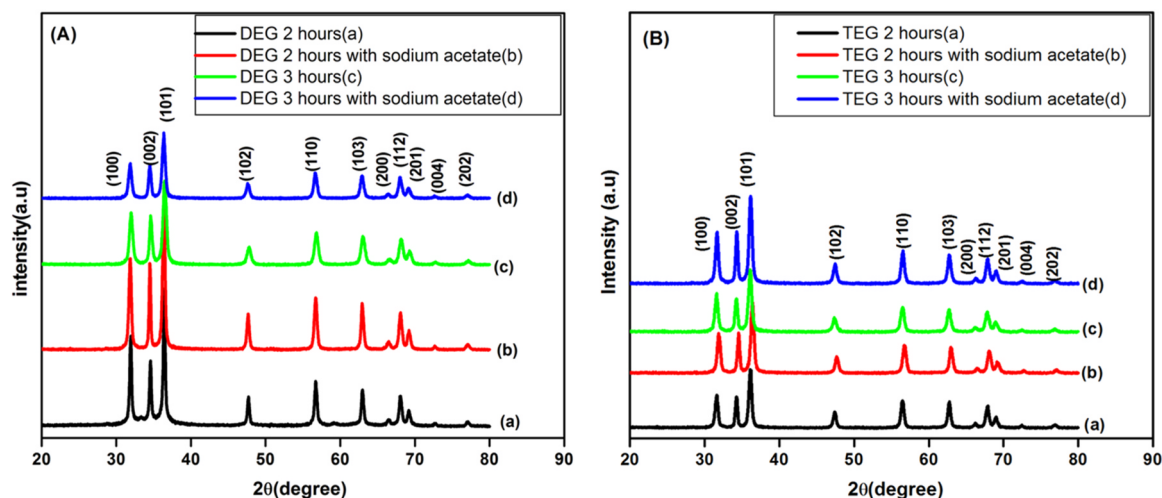 (A)
DEG 2 hours(a)
DEG 2 hours with sodium acetate(b)
DEG 3 hours(c)
DEG 3 hours with sodium acetate(d)
(100)
(002)
(101)
(102)
(110)
(103)
(200)
(112)
(201)
(004)
(202)
(d)
(c)
(b)
(a)
intensity(a.u)
20 30 40 50 60 70 80 90
2θ(degree)
(B)
TEG 2 hours(a)
TEG 2 hours with sodium acetate(b)
TEG 3 hours(c)
TEG 3 hours with sodium acetate(d)
(100)
(002)
(101)
(102)
(110)
(103)
(200)
(112)
(201)
(004)
(202)
(d)
(c)
(b)
(a)
Intensity (a.u)
20 30 40 50 60 70 80 90
2θ(degree)